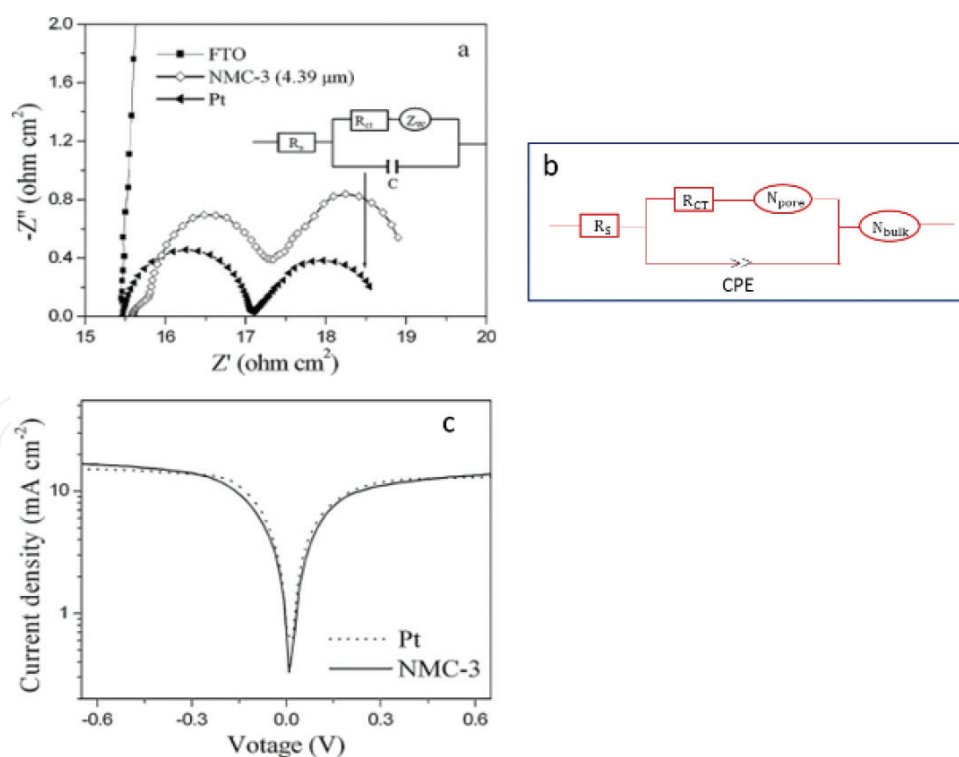 a
FTO
NMC-3 (4.39 μm)
Pt
Rs
Rct
Zw
C
2.0
1.6
1.2
0.8
0.4
0.0
-Z" (ohm cm²)
15 16 17 18 19 20
Z' (ohm cm²)
b
RS
RCT
Npore
Nbulk
CPE
c
10
1
Current density (mA cm⁻²)
Pt
NMC-3
-0.6 -0.3 0.0 0.3 0.6
Votage (V)